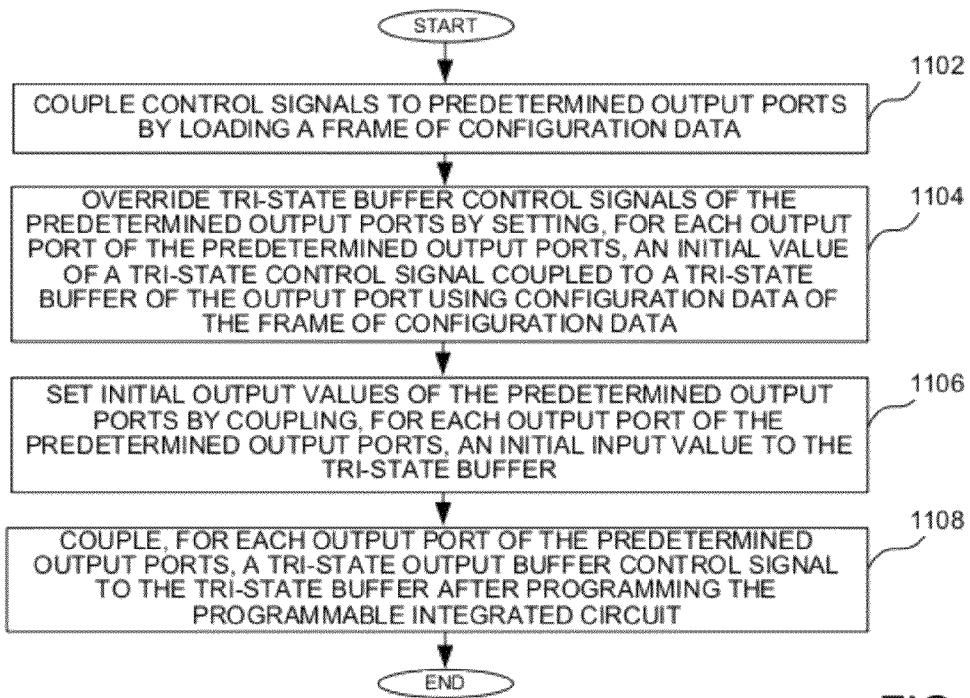 START
1102
COUPLE CONTROL SIGNALS TO PREDETERMINED OUTPUT PORTS
BY LOADING A FRAME OF CONFIGURATION DATA
1104
OVERRIDE TRI-STATE BUFFER CONTROL SIGNALS OF THE
PREDETERMINED OUTPUT PORTS BY SETTING, FOR EACH OUTPUT
PORT OF THE PREDETERMINED OUTPUT PORTS, AN INITIAL VALUE
OF A TRI-STATE CONTROL SIGNAL COUPLED TO A TRI-STATE
BUFFER OF THE OUTPUT PORT USING CONFIGURATION DATA OF
THE FRAME OF CONFIGURATION DATA
1106
SET INITIAL OUTPUT VALUES OF THE PREDETERMINED OUTPUT
PORTS BY COUPLING, FOR EACH OUTPUT PORT OF THE
PREDETERMINED OUTPUT PORTS, AN INITIAL INPUT VALUE TO THE
TRI-STATE BUFFER
1108
COUPLE, FOR EACH OUTPUT PORT OF THE PREDETERMINED
OUTPUT PORTS, A TRI-STATE OUTPUT BUFFER CONTROL SIGNAL
TO THE TRI-STATE BUFFER AFTER PROGRAMMING THE
PROGRAMMABLE INTEGRATED CIRCUIT
END